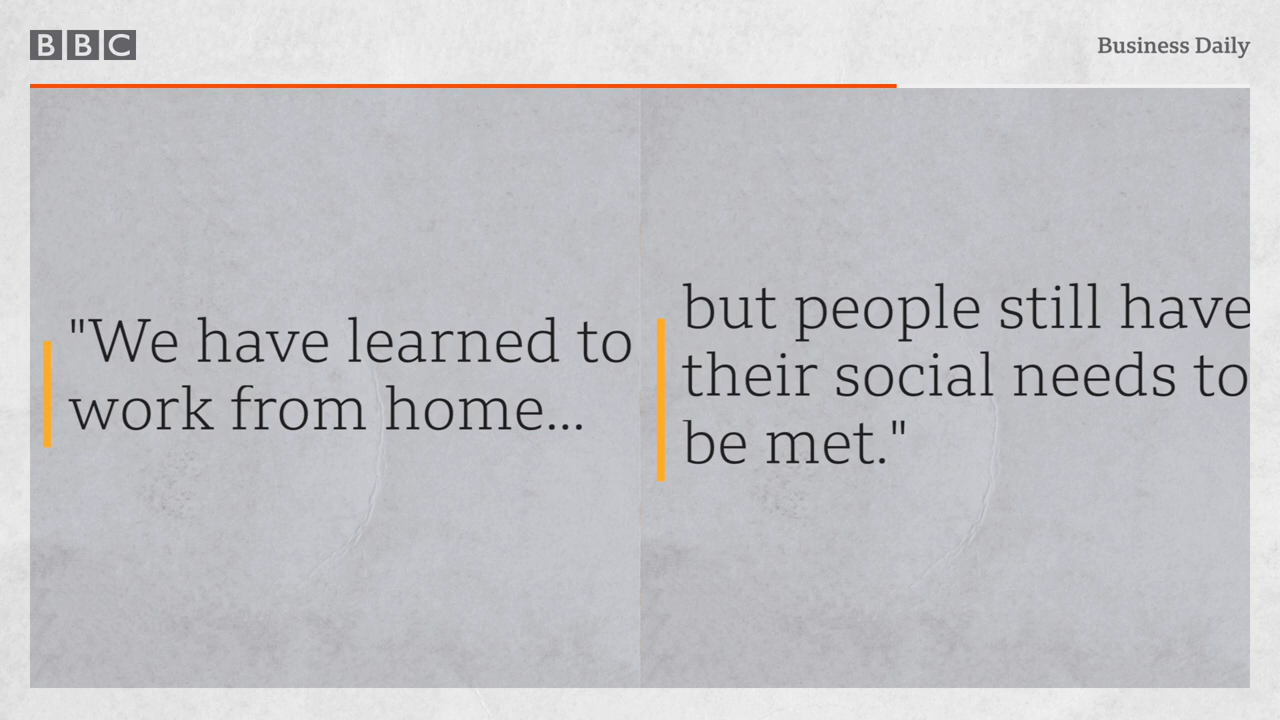 BBC
Business Daily
"We have learned to
work from home...
but people still have
their social needs to
be met."